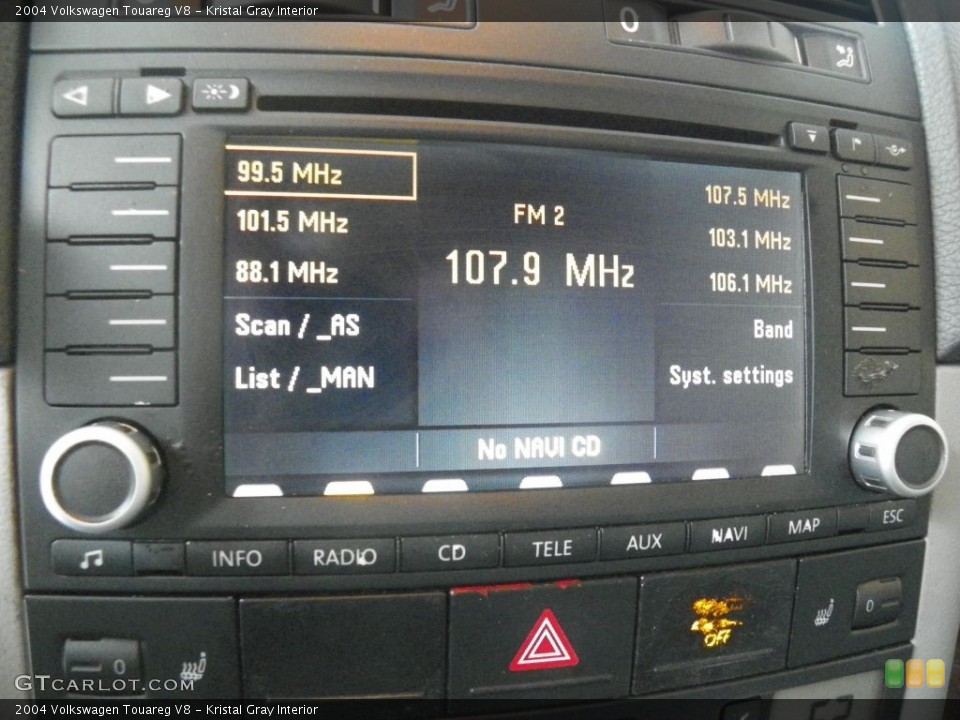 2004 Volkswagen Touareg V8 - Kristal Gray Interior
0
99.5 MHz
101.5 MHz
88.1 MHz
Scan / _AS
List / _MAN
FM 2
107.9 MHz
107.5 MHz
103.1 MHz
106.1 MHz
Band
Syst. settings
No NAVI CD
INFO
RADIO
CD
TELE
AUX
NAVI
MAP
ESC
0
OFF
0
GTCARLOT.COM
2004 Volkswagen Touareg V8 - Kristal Gray Interior